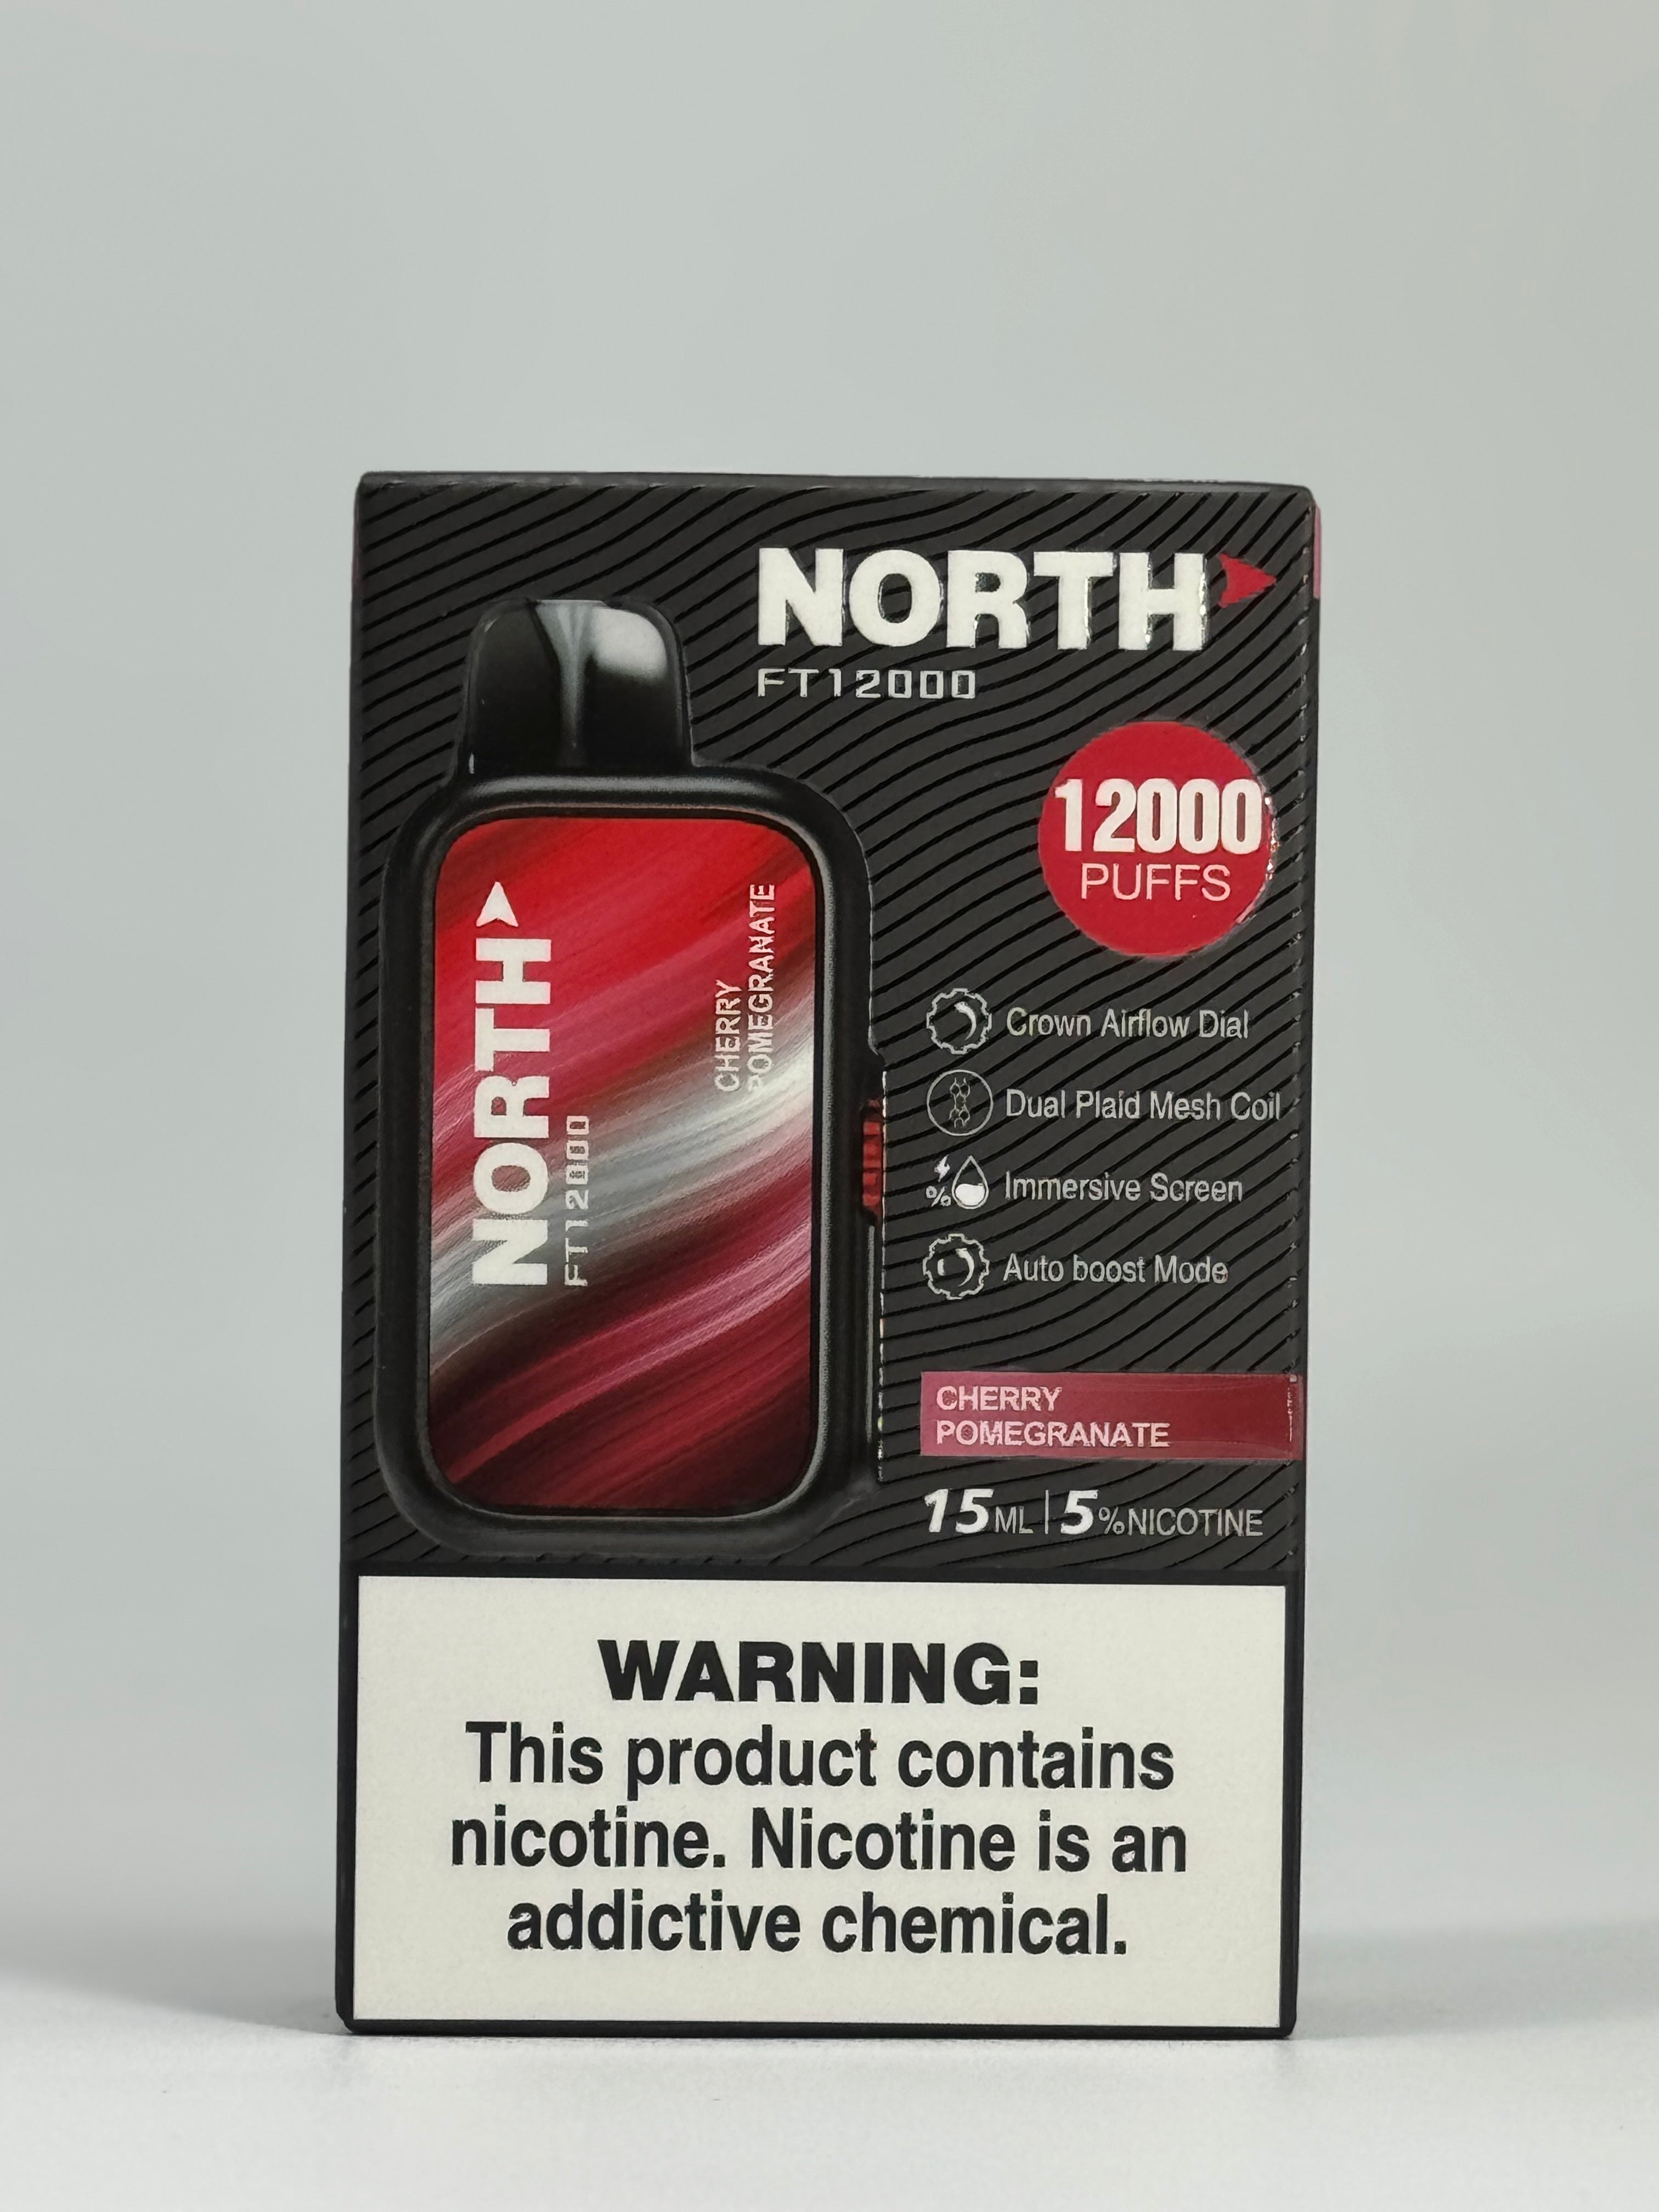 NORTH
FT12000
12000
PUFFS
NORTH
FT12000
CHERRY
POMEGRANATE
Crown Airflow Dial
Dual Plaid Mesh Coil
Immersive Screen
%
Auto boost Mode
CHERRY
POMEGRANATE
15ML | 5%NICOTINE
WARNING:
This product contains
nicotine. Nicotine is an
addictive chemical.